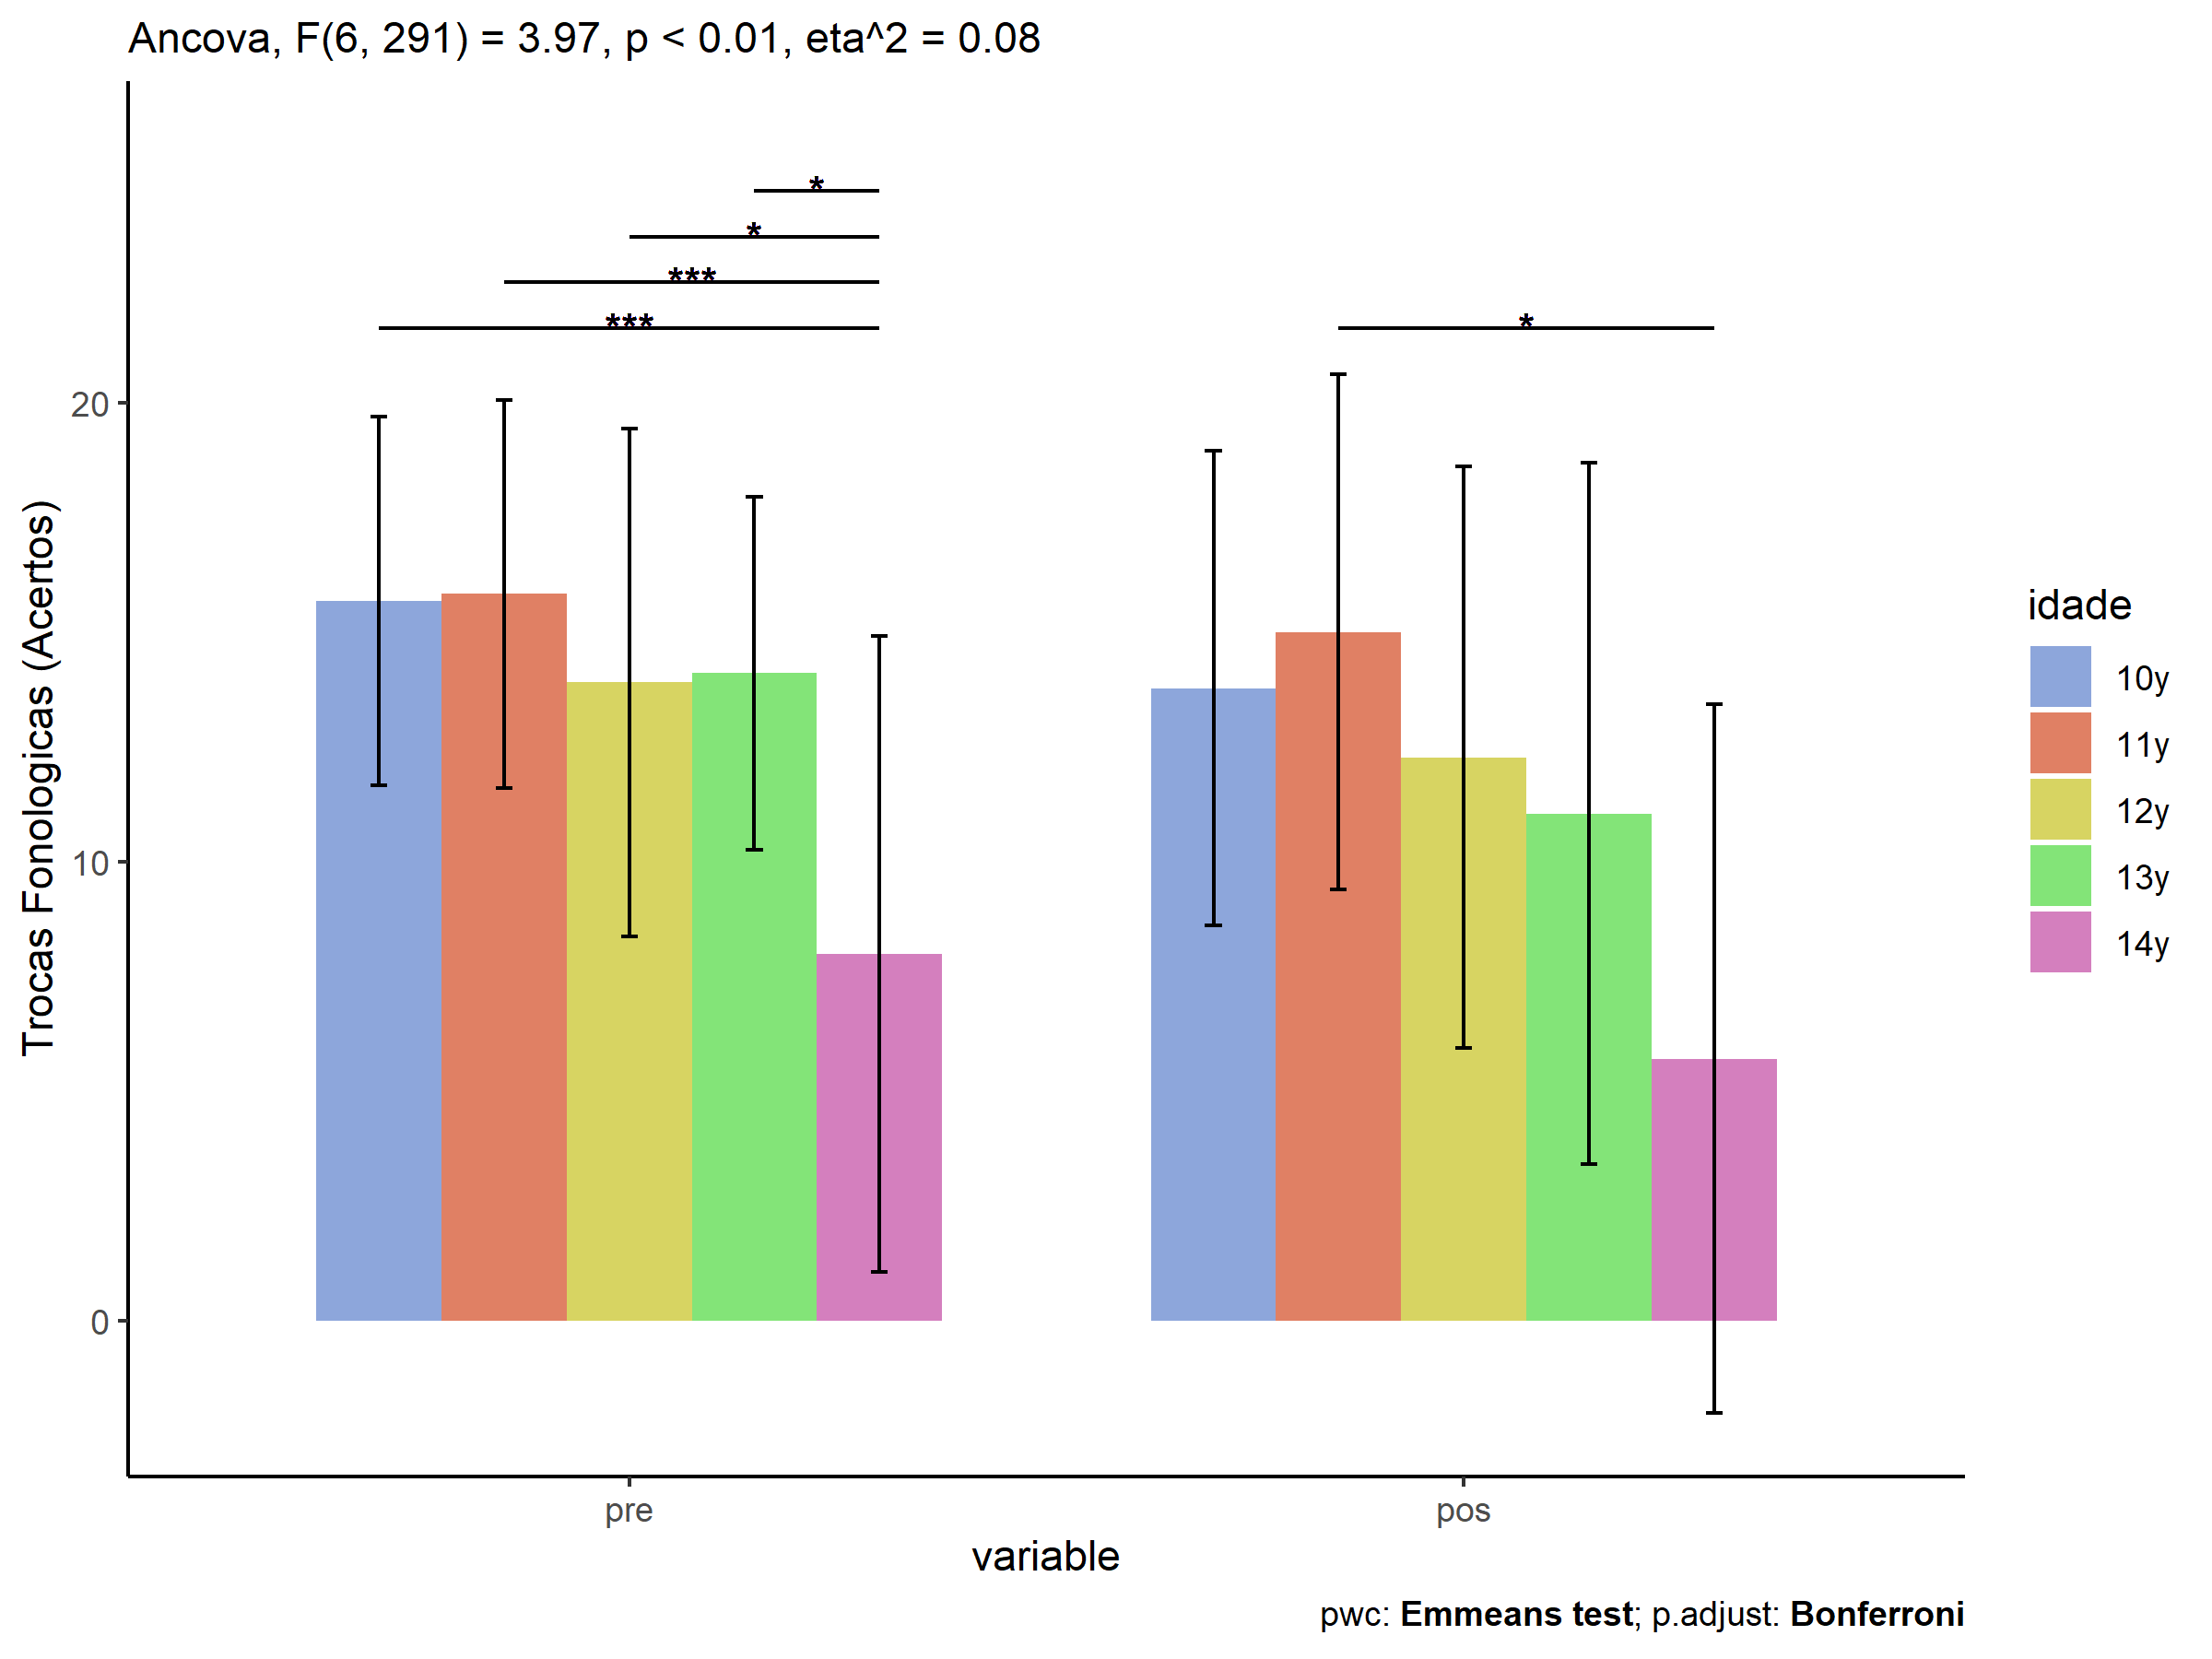 Ancova, F(6, 291) = 3.97, p < 0.01, eta^2 = 0.08
*
*
***
***
*
20
10
0
Trocas Fonologicas (Acertos)
pre
pos
variable
idade
10y
11y
12y
13y
14y
pwc: Emmeans test; p.adjust: Bonferroni